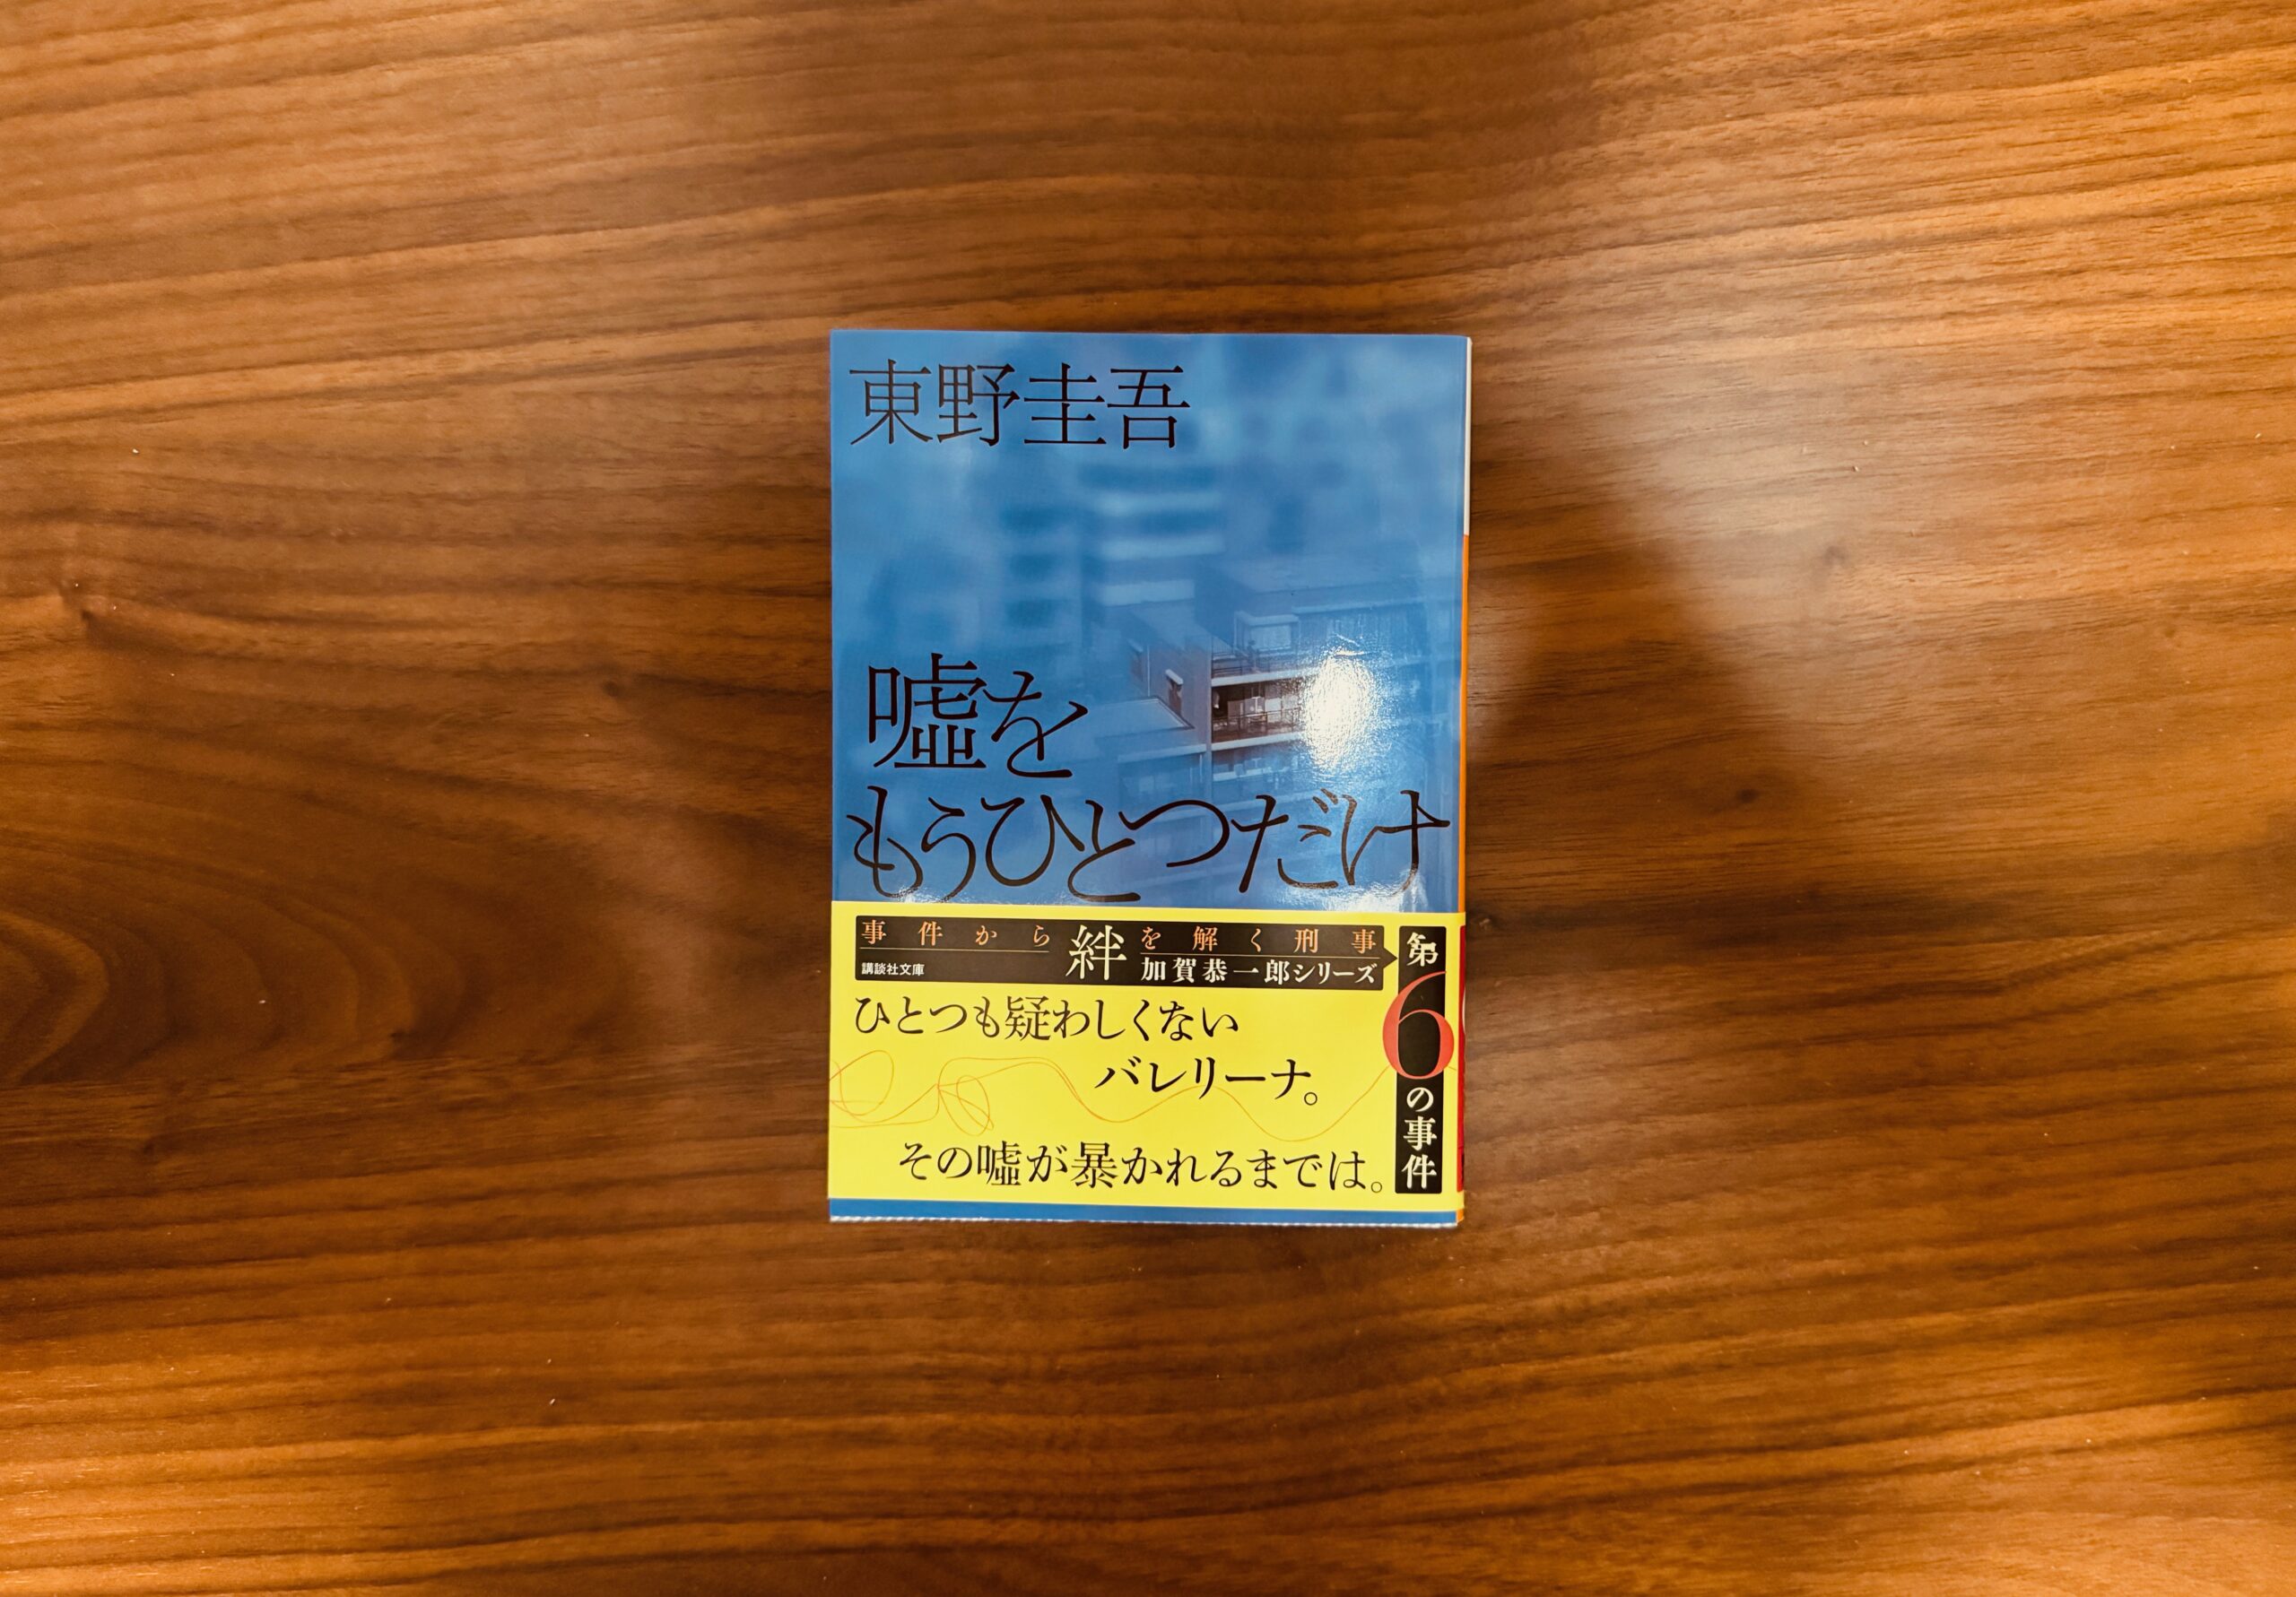 東野圭吾
嘘を
もうひとつだけ
事件から絆を解く刑事
講談社文庫
加賀恭一郎シリーズ
第6の事件
ひとつも疑わしくない
バレリーナ。
その嘘が暴かれるまでは。